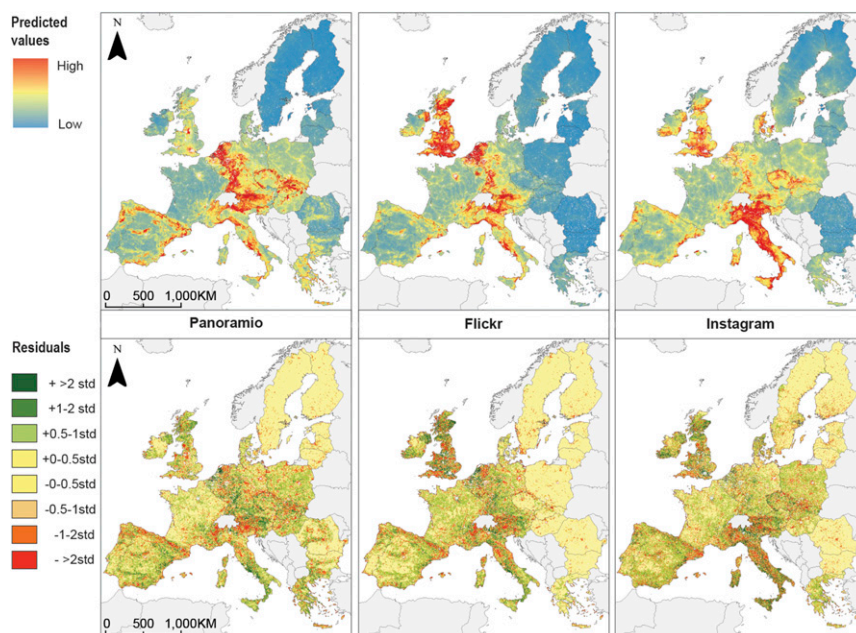 Predicted
values
High
Low
N
0 500 1,000KM
Panoramio
Flickr
Instagram
Residuals
N
+ >2 std
+1-2 std
+0.5-1std
+0-0.5std
-0-0.5std
-0.5-1std
-1-2std
- >2std
0 500 1,000KM